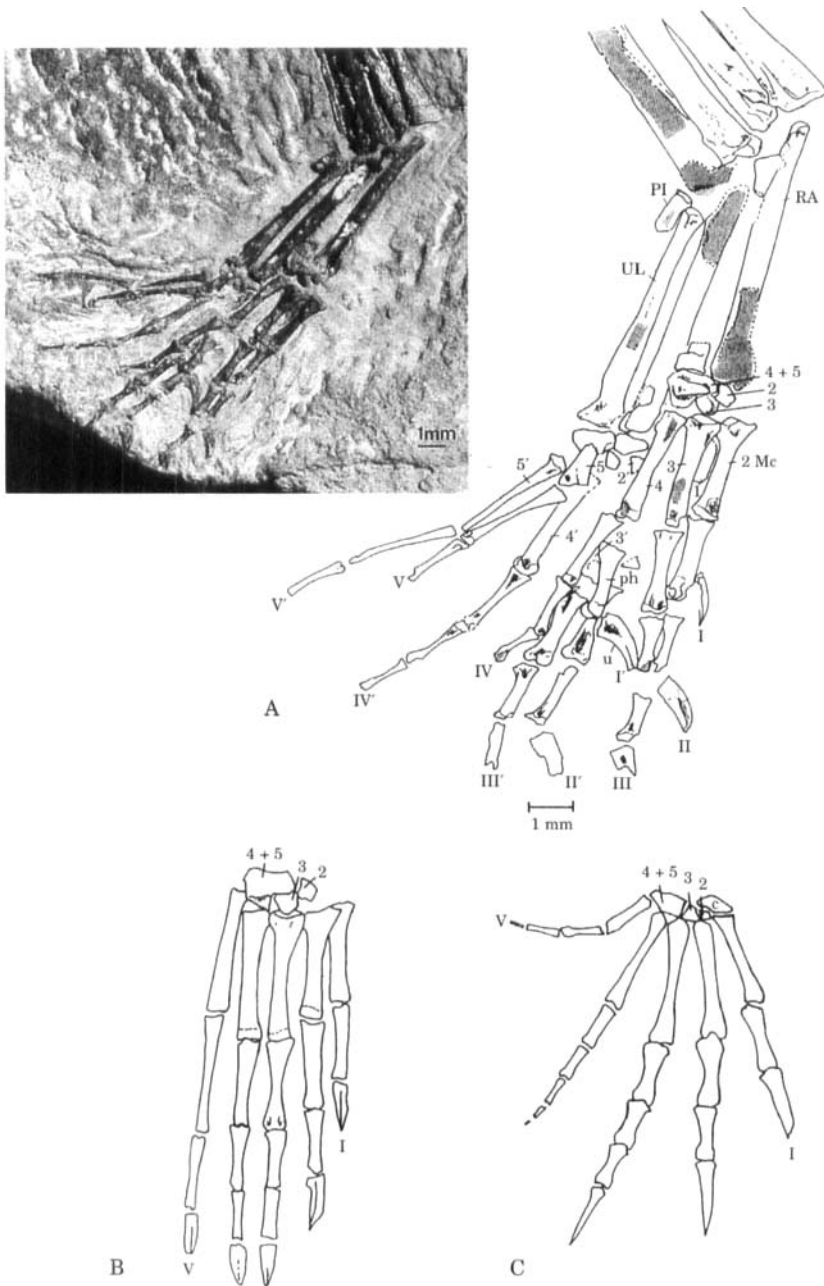 1mm
PI
RA
UL
4 + 5
2
3
5′
5
2′
4
3
1
2 Mc
4′
3′
ph
V′
V
I
IV
u
I′
IV′
A
II
III′
II′
III
1 mm
4 + 5
3
2
I
V
B
4 + 5
3
2
c
V
I
C